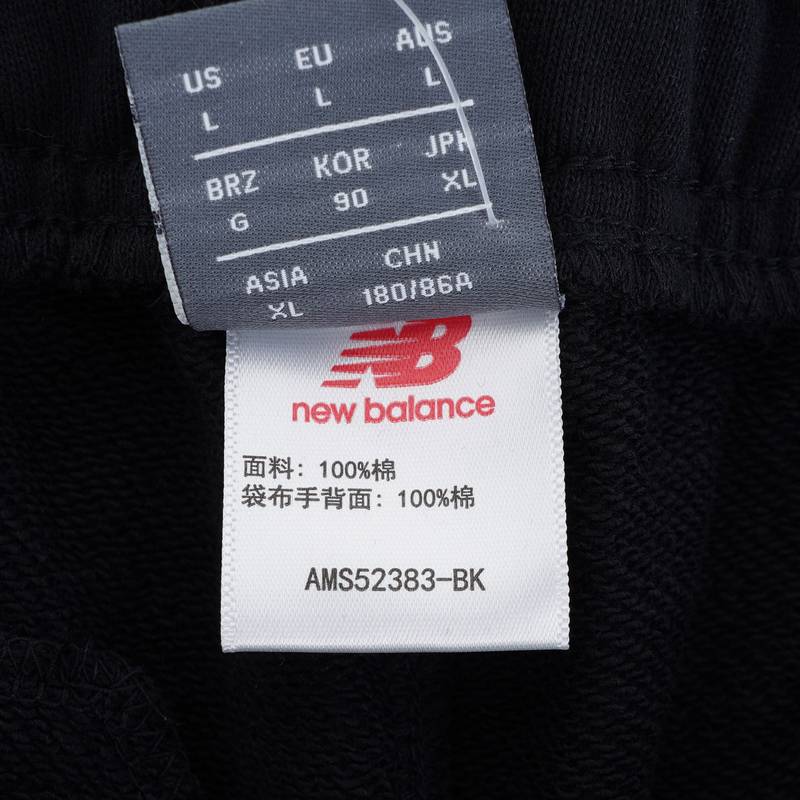 US EU AUS
L L L
BRZ KOR JPN
G 90 XL
ASIA CHN
XL 180/86A
NB
new balance
面料: 100%棉
袋布手背面: 100%棉
AMS52383-BK